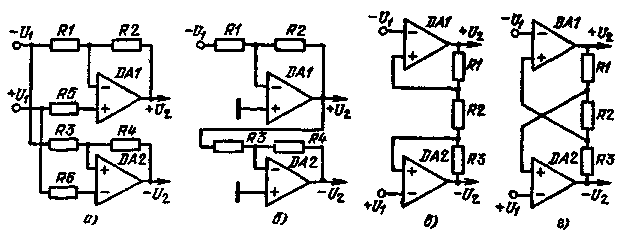 -U1 R1 R2
DA1
+U1 R5 +U2
R3 R4
DA2
R6 -U2
а)
-U1 R1 R2
DA1
+U2
R3 R4
DA2
-U2
б)
-U1 DA1 +U2
R1
R2
DA2 R3
+U1 -U2
в)
-U1 DA1 +U2
R1
R2
DA2 R3
+U1 -U2
г)